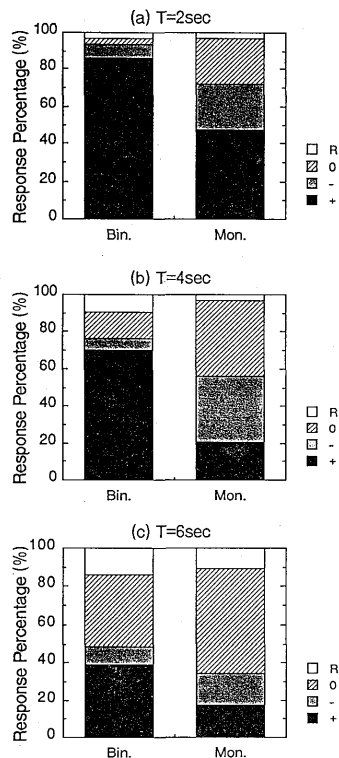 (a) T=2sec
Response Percentage (%)
100
80
60
40
20
0
Bin. Mon.
R
0
-
+
(b) T=4sec
Response Percentage (%)
100
80
60
40
20
0
Bin. Mon.
R
0
-
+
(c) T=6sec
Response Percentage (%)
100
80
60
40
20
0
Bin. Mon.
R
0
-
+